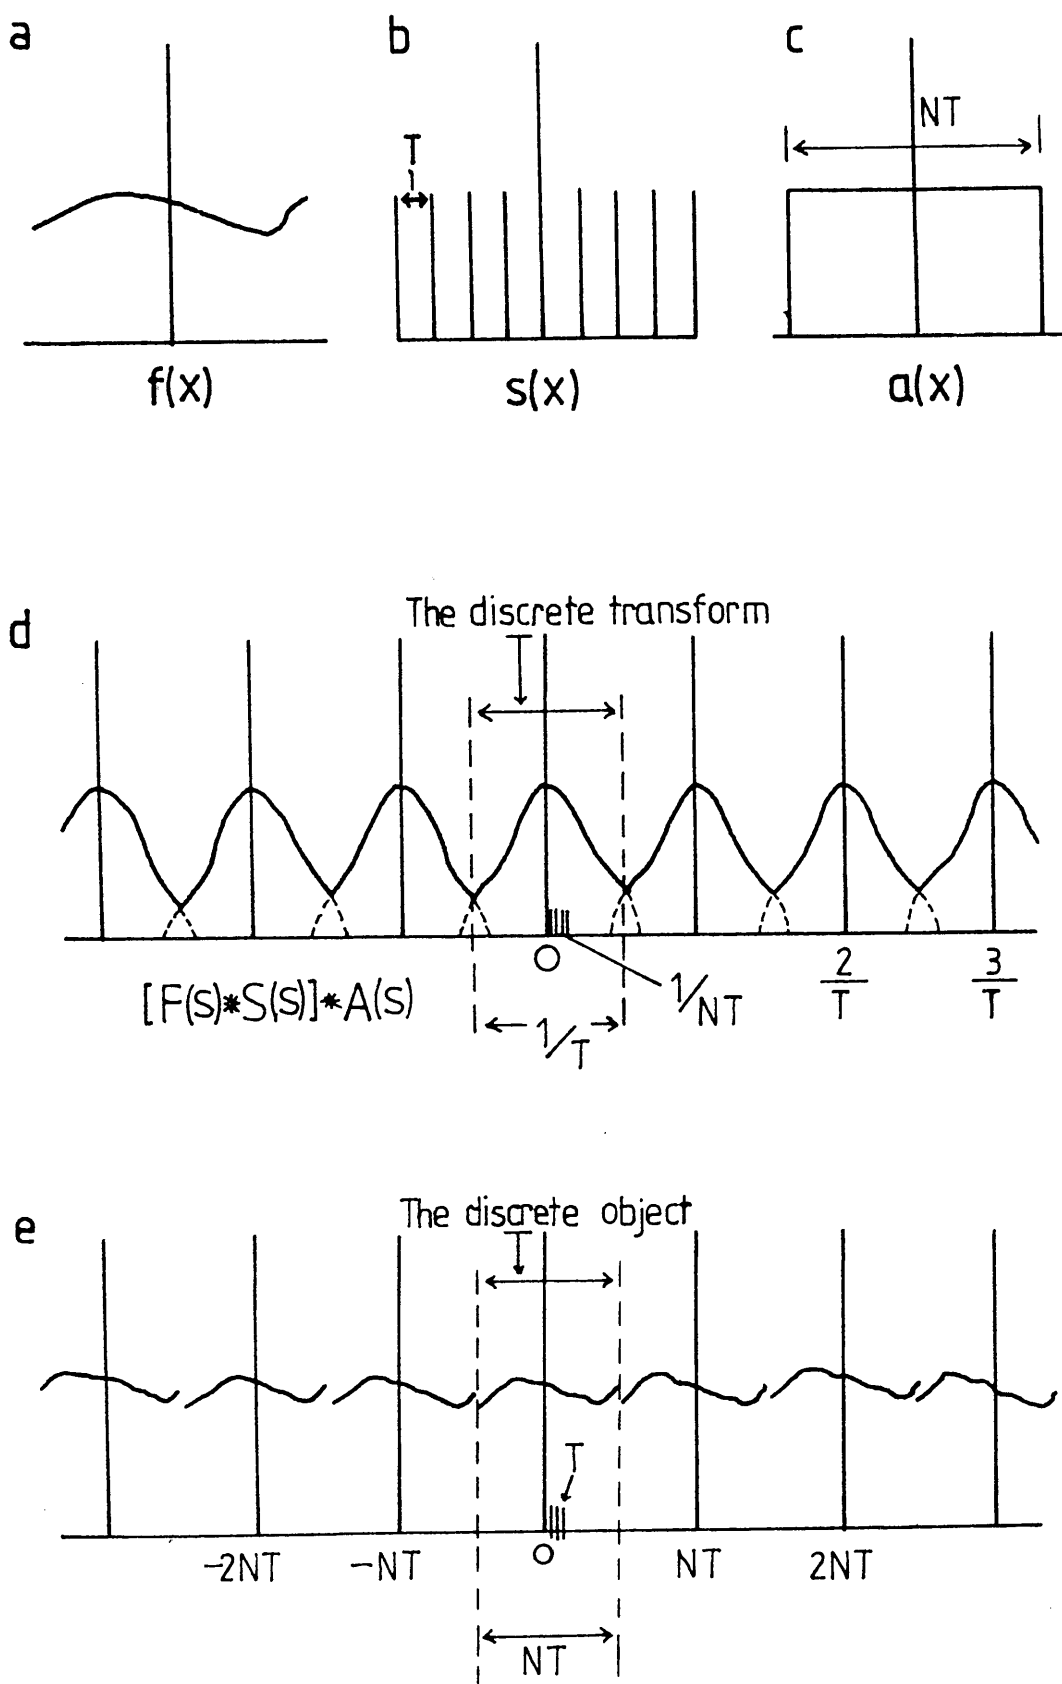 a
b
c
T
NT
f(x)
s(x)
a(x)
d
The discrete transform
O
1/NT
2/T
3/T
[F(s)*S(s)]*A(s)
1/T
e
The discrete object
T
-2NT
-NT
O
NT
2NT
NT